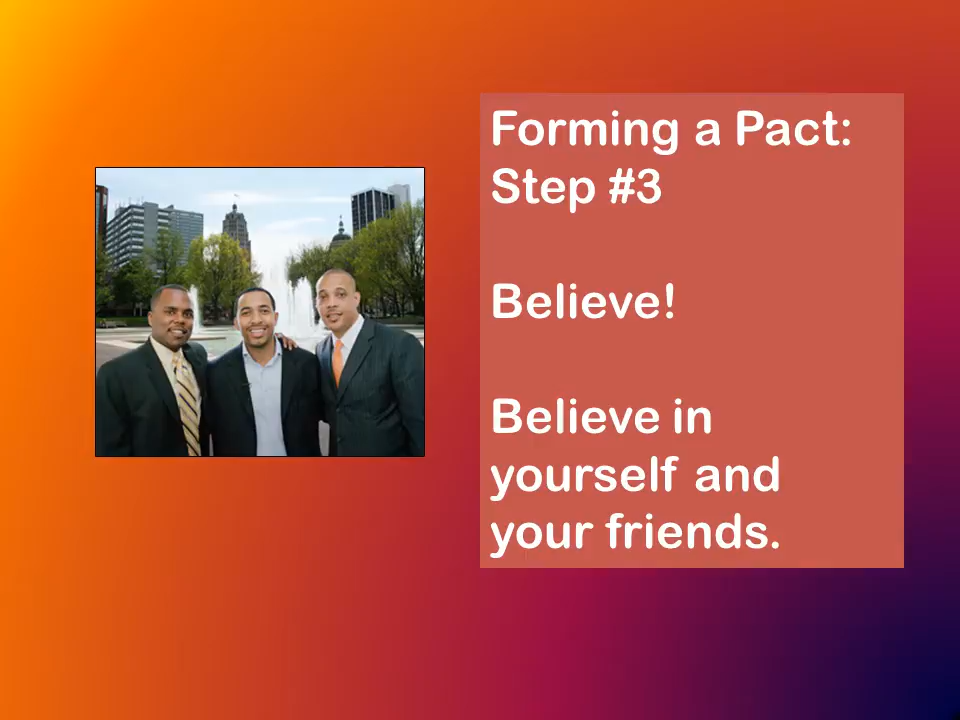 Forming a Pact:
Step #3
Believe!
Believe in
yourself and
your friends.